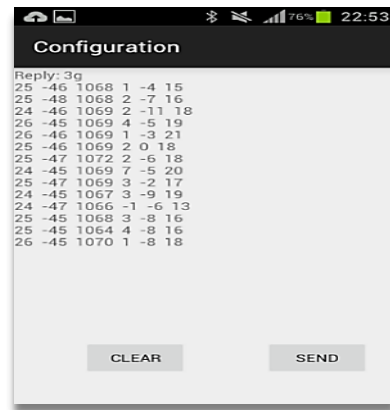 76% 22:53
Configuration
Reply: 3g
25 -46 1068 1 -4 15
25 -48 1068 2 -7 16
24 -46 1069 2 -11 18
26 -45 1069 4 -5 19
26 -46 1069 1 -3 21
26 -46 1069 2 0 18
25 -47 1072 2 -6 18
24 -45 1069 7 -5 20
25 -47 1069 3 -2 17
24 -45 1067 3 -9 19
24 -47 1066 -1 -6 13
25 -45 1068 3 -8 16
25 -45 1064 4 -8 16
26 -45 1070 1 -8 18
CLEAR SEND